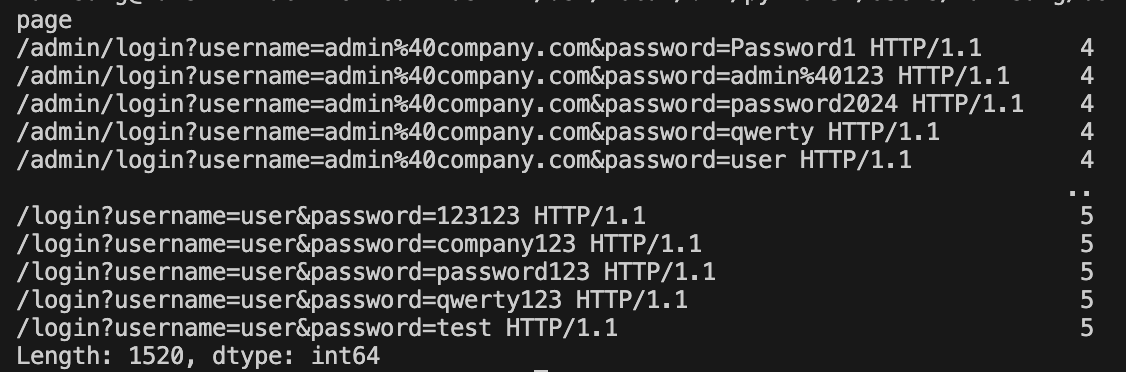 page
/admin/login?username=admin%40company.com&password=Password1 HTTP/1.1 4
/admin/login?username=admin%40company.com&password=admin%40123 HTTP/1.1 4
/admin/login?username=admin%40company.com&password=password2024 HTTP/1.1 4
/admin/login?username=admin%40company.com&password=qwerty HTTP/1.1 4
/admin/login?username=admin%40company.com&password=user HTTP/1.1 4
..
/login?username=user&password=123123 HTTP/1.1 5
/login?username=user&password=company123 HTTP/1.1 5
/login?username=user&password=password123 HTTP/1.1 5
/login?username=user&password=qwerty123 HTTP/1.1 5
/login?username=user&password=test HTTP/1.1 5
Length: 1520, dtype: int64